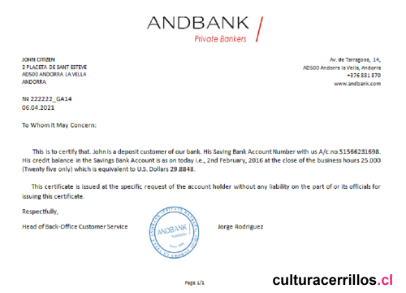 ANDBANK
Private Bankers
JOHN CITIZEN
2 PLACETA DE SANT ESTEVE
AD500 ANDORRA LA VELLA
ANDORRA
Av. de Tarragona, 14,
AD500 Andorra la Vella, Andorra
+376 881 870
www.andbank.com
№ 222222_GA14
06.04.2021
To Whom It May Concern:
This is to certify that. John is a deposit customer of our bank. His Saving Bank Account Number with us A/c.no.51566231698.
His credit balance in the Savings Bank Account is as on today i.e., 2nd February, 2016 at the close of the business hours 25.000
(Twenty five only) which is equivalent to U.S. Dollars 29.8848.
This certificate is issued at the specific request of the account holder without any liability on the part of or its officials for
issuing this certificate.
Respectfully,
Head of Back-Office Customer Service
ANDBANK
Jorge Rodriguez
Page 1/1
culturacerrillos.cl